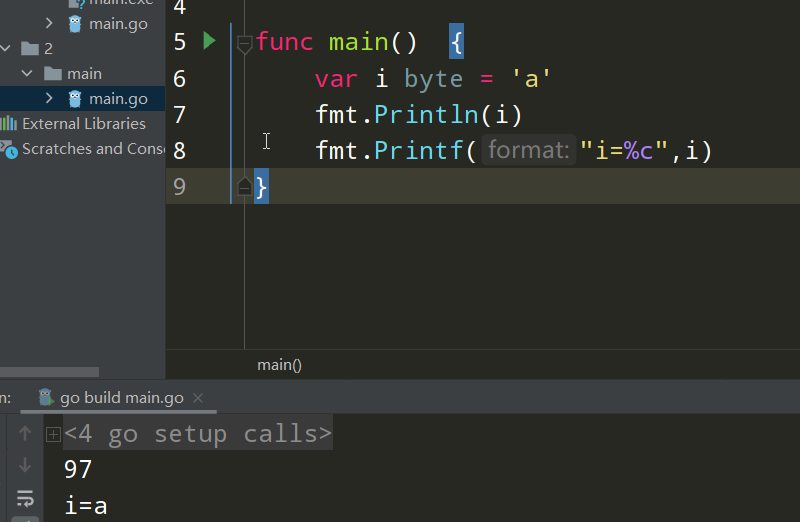 main.exe
main.go
2
main
main.go
External Libraries
Scratches and Cons
4
5 func main() {
6 var i byte = 'a'
7 fmt.Println(i)
8 fmt.Printf( format: "i=%c",i)
9 }
main()
n: go build main.go
<4 go setup calls>
97
i=a